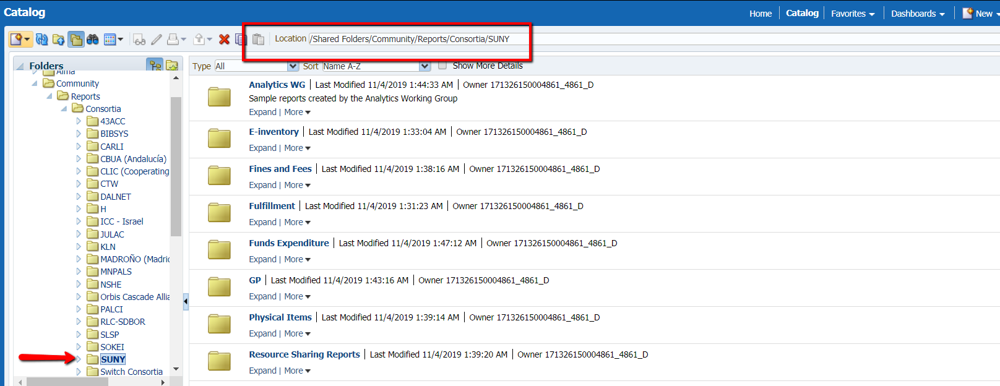 Catalog
Home Catalog Favorites Dashboards New
Location /Shared Folders/Community/Reports/Consortia/SUNY
Folders
Type All Sort Name A-Z Show More Details
Alma
Community
Reports
Consortia
43ACC
BIBSYS
CARLI
CBUA (Andalucía)
CLIC (Cooperating
CTW
DALNET
H
ICC - Israel
JULAC
KLN
MADROÑO (Madric
MNPALS
NSHE
Orbis Cascade Allia
PALCI
RLC-SDBOR
SLSP
SOKEI
SUNY
Switch Consortia
Analytics WG | Last Modified 11/4/2019 1:44:33 AM | Owner 171326150004861_4861_D
Sample reports created by the Analytics Working Group
Expand | More
E-inventory | Last Modified 11/4/2019 1:33:04 AM | Owner 171326150004861_4861_D
Expand | More
Fines and Fees | Last Modified 11/4/2019 1:38:16 AM | Owner 171326150004861_4861_D
Expand | More
Fulfillment | Last Modified 11/4/2019 1:31:23 AM | Owner 171326150004861_4861_D
Expand | More
Funds Expenditure | Last Modified 11/4/2019 1:47:12 AM | Owner 171326150004861_4861_D
Expand | More
GP | Last Modified 11/4/2019 1:43:16 AM | Owner 171326150004861_4861_D
Expand | More
Physical Items | Last Modified 11/4/2019 1:39:14 AM | Owner 171326150004861_4861_D
Expand | More
Resource Sharing Reports | Last Modified 11/4/2019 1:39:20 AM | Owner 171326150004861_4861_D
Expand | More